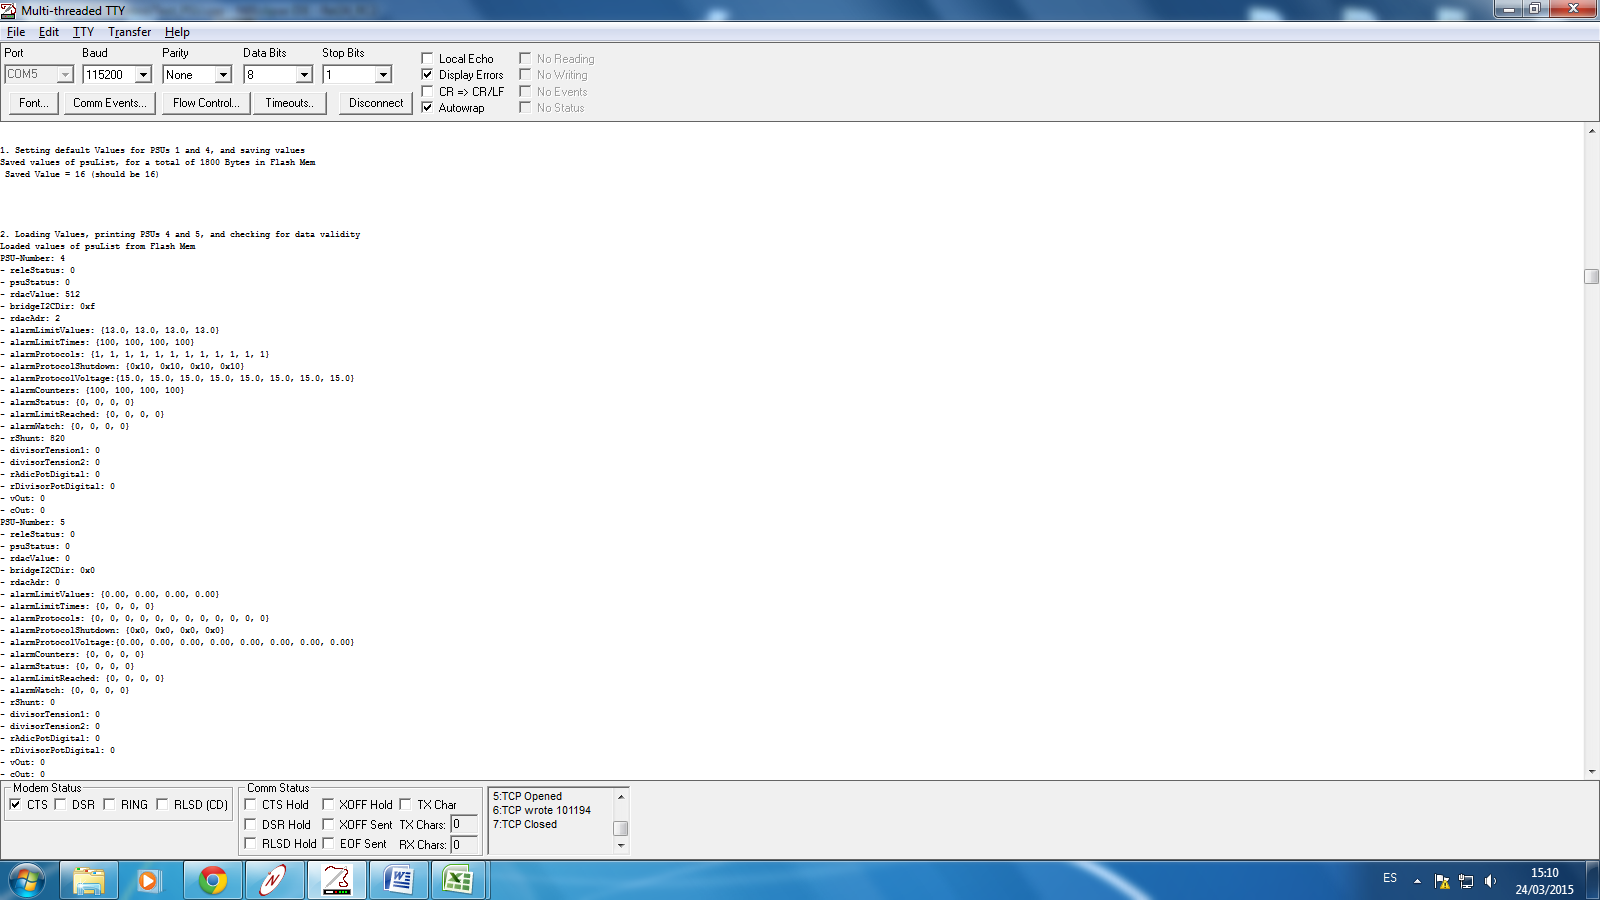 Multi-threaded TTY
File Edit TTY Transfer Help
Port Baud Parity Data Bits Stop Bits
COM5 115200 None 8 1
Font... Comm Events... Flow Control... Timeouts.. Disconnect
Local Echo
Display Errors
CR => CR/LF
Autowrap
No Reading
No Writing
No Events
No Status
1. Setting default Values for PSUs 1 and 4, and saving values
Saved values of psuList, for a total of 1800 Bytes in Flash Mem
Saved Value = 16 (should be 16)
2. Loading Values, printing PSUs 4 and 5, and checking for data validity
Loaded values of psuList from Flash Mem
PSU-Number: 4
- releStatus: 0
- psuStatus: 0
- rdacValue: 512
- bridgeI2CDir: 0xf
- rdacAdr: 2
- alarmLimitValues: {13.0, 13.0, 13.0, 13.0}
- alarmLimitTimes: {100, 100, 100, 100}
- alarmProtocols: {1, 1, 1, 1, 1, 1, 1, 1, 1, 1, 1, 1}
- alarmProtocolShutdown: {0x10, 0x10, 0x10, 0x10}
- alarmProtocolVoltage:{15.0, 15.0, 15.0, 15.0, 15.0, 15.0, 15.0, 15.0}
- alarmCounters: {100, 100, 100, 100}
- alarmStatus: {0, 0, 0, 0}
- alarmLimitReached: {0, 0, 0, 0}
- alarmWatch: {0, 0, 0, 0}
- rShunt: 820
- divisorTension1: 0
- divisorTension2: 0
- rAdicPotDigital: 0
- rDivisorPotDigital: 0
- vOut: 0
- cOut: 0
PSU-Number: 5
- releStatus: 0
- psuStatus: 0
- rdacValue: 0
- bridgeI2CDir: 0x0
- rdacAdr: 0
- alarmLimitValues: {0.00, 0.00, 0.00, 0.00}
- alarmLimitTimes: {0, 0, 0, 0}
- alarmProtocols: {0, 0, 0, 0, 0, 0, 0, 0, 0, 0, 0, 0}
- alarmProtocolShutdown: {0x0, 0x0, 0x0, 0x0}
- alarmProtocolVoltage:{0.00, 0.00, 0.00, 0.00, 0.00, 0.00, 0.00, 0.00}
- alarmCounters: {0, 0, 0, 0}
- alarmStatus: {0, 0, 0, 0}
- alarmLimitReached: {0, 0, 0, 0}
- alarmWatch: {0, 0, 0, 0}
- rShunt: 0
- divisorTension1: 0
- divisorTension2: 0
- rAdicPotDigital: 0
- rDivisorPotDigital: 0
- vOut: 0
- cOut: 0
Modem Status
CTS DSR RING RLSD (CD)
Comm Status
CTS Hold XOFF Hold TX Char
DSR Hold XOFF Sent TX Chars: 0
RLSD Hold EOF Sent RX Chars: 0
5:TCP Opened
6:TCP wrote 101194
7:TCP Closed
ES
15:10
24/03/2015